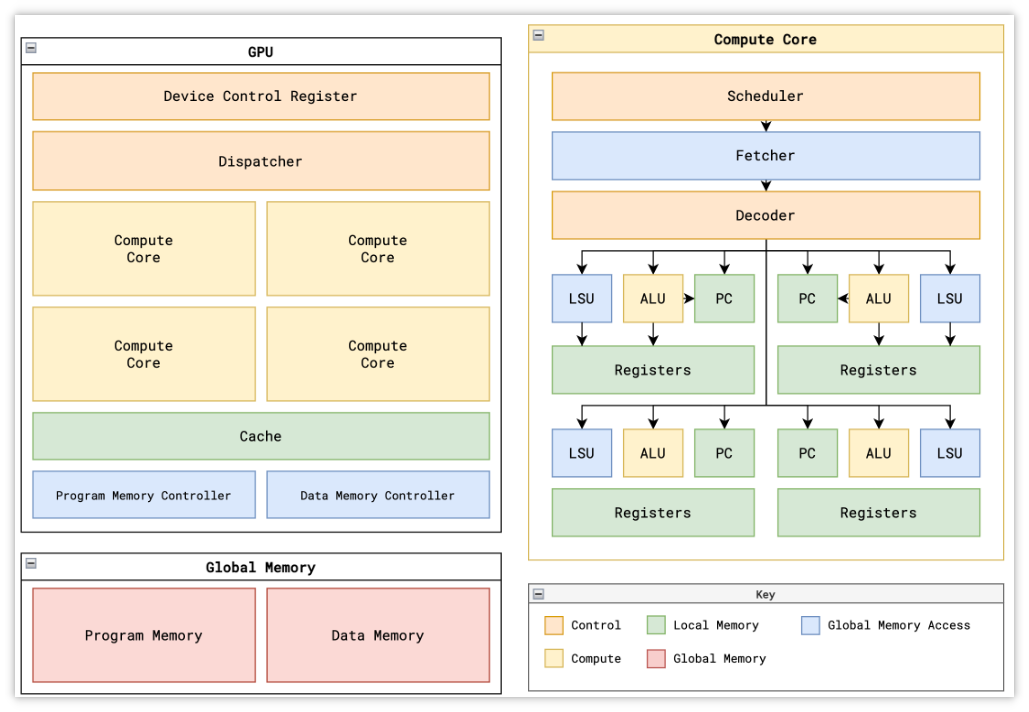 GPU
Device Control Register
Dispatcher
Compute
Core
Compute
Core
Compute
Core
Compute
Core
Cache
Program Memory Controller
Data Memory Controller
Global Memory
Program Memory
Data Memory
Compute Core
Scheduler
Fetcher
Decoder
LSU
ALU
PC
PC
ALU
LSU
Registers
Registers
LSU
ALU
PC
PC
ALU
LSU
Registers
Registers
Key
Control
Local Memory
Global Memory Access
Compute
Global Memory